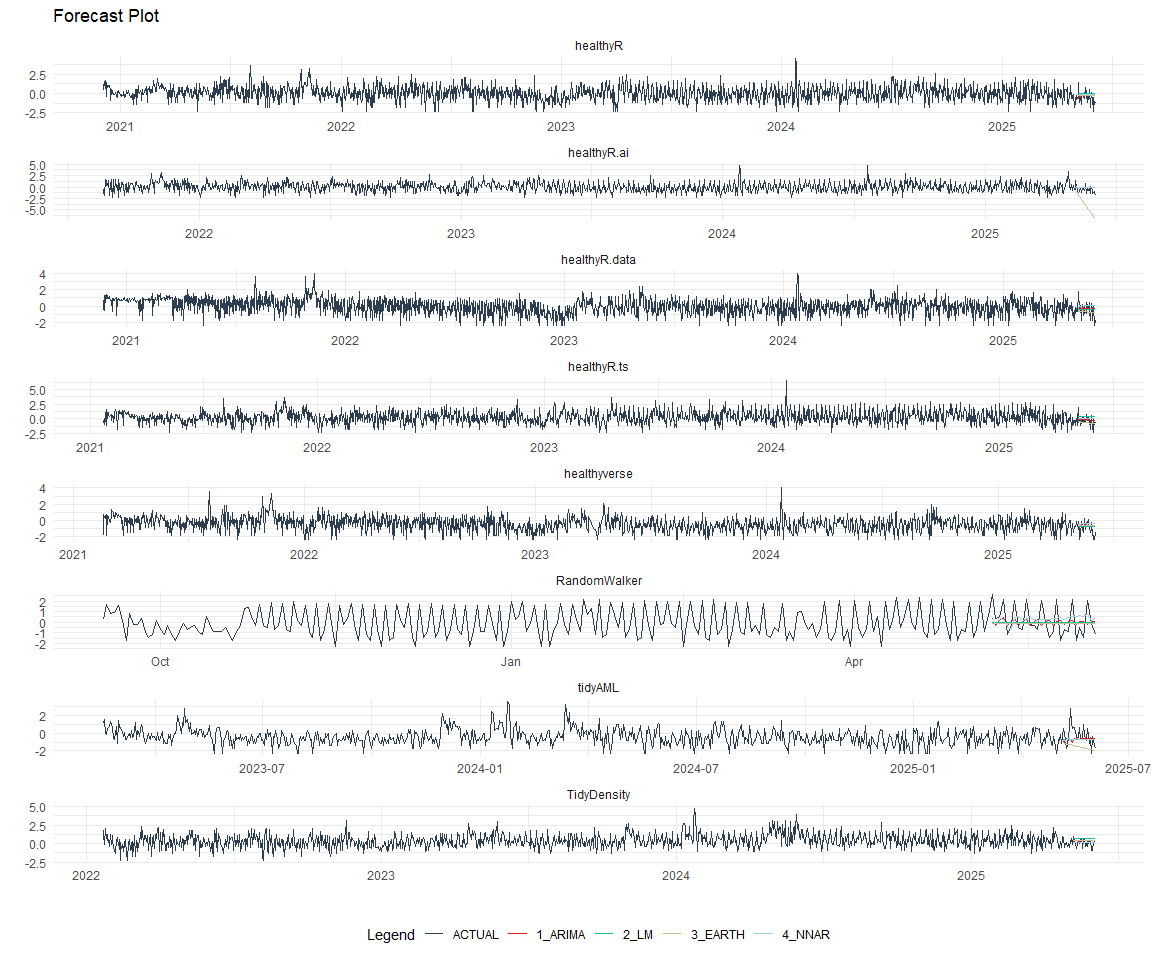 Forecast Plot
healthyR
2.5
0.0
-2.5
2021 2022 2023 2024 2025
healthyR.ai
5.0
2.5
0.0
-2.5
-5.0
2022 2023 2024 2025
healthyR.data
4
2
0
-2
2021 2022 2023 2024 2025
healthyR.ts
5.0
2.5
0.0
-2.5
2021 2022 2023 2024 2025
healthyverse
4
2
0
-2
2021 2022 2023 2024 2025
RandomWalker
2
1
0
-1
-2
Oct Jan Apr
tidyAML
2
0
-2
2023-07 2024-01 2024-07 2025-01 2025-07
TidyDensity
5.0
2.5
0.0
-2.5
2022 2023 2024 2025
Legend ACTUAL 1_ARIMA 2_LM 3_EARTH 4_NNAR